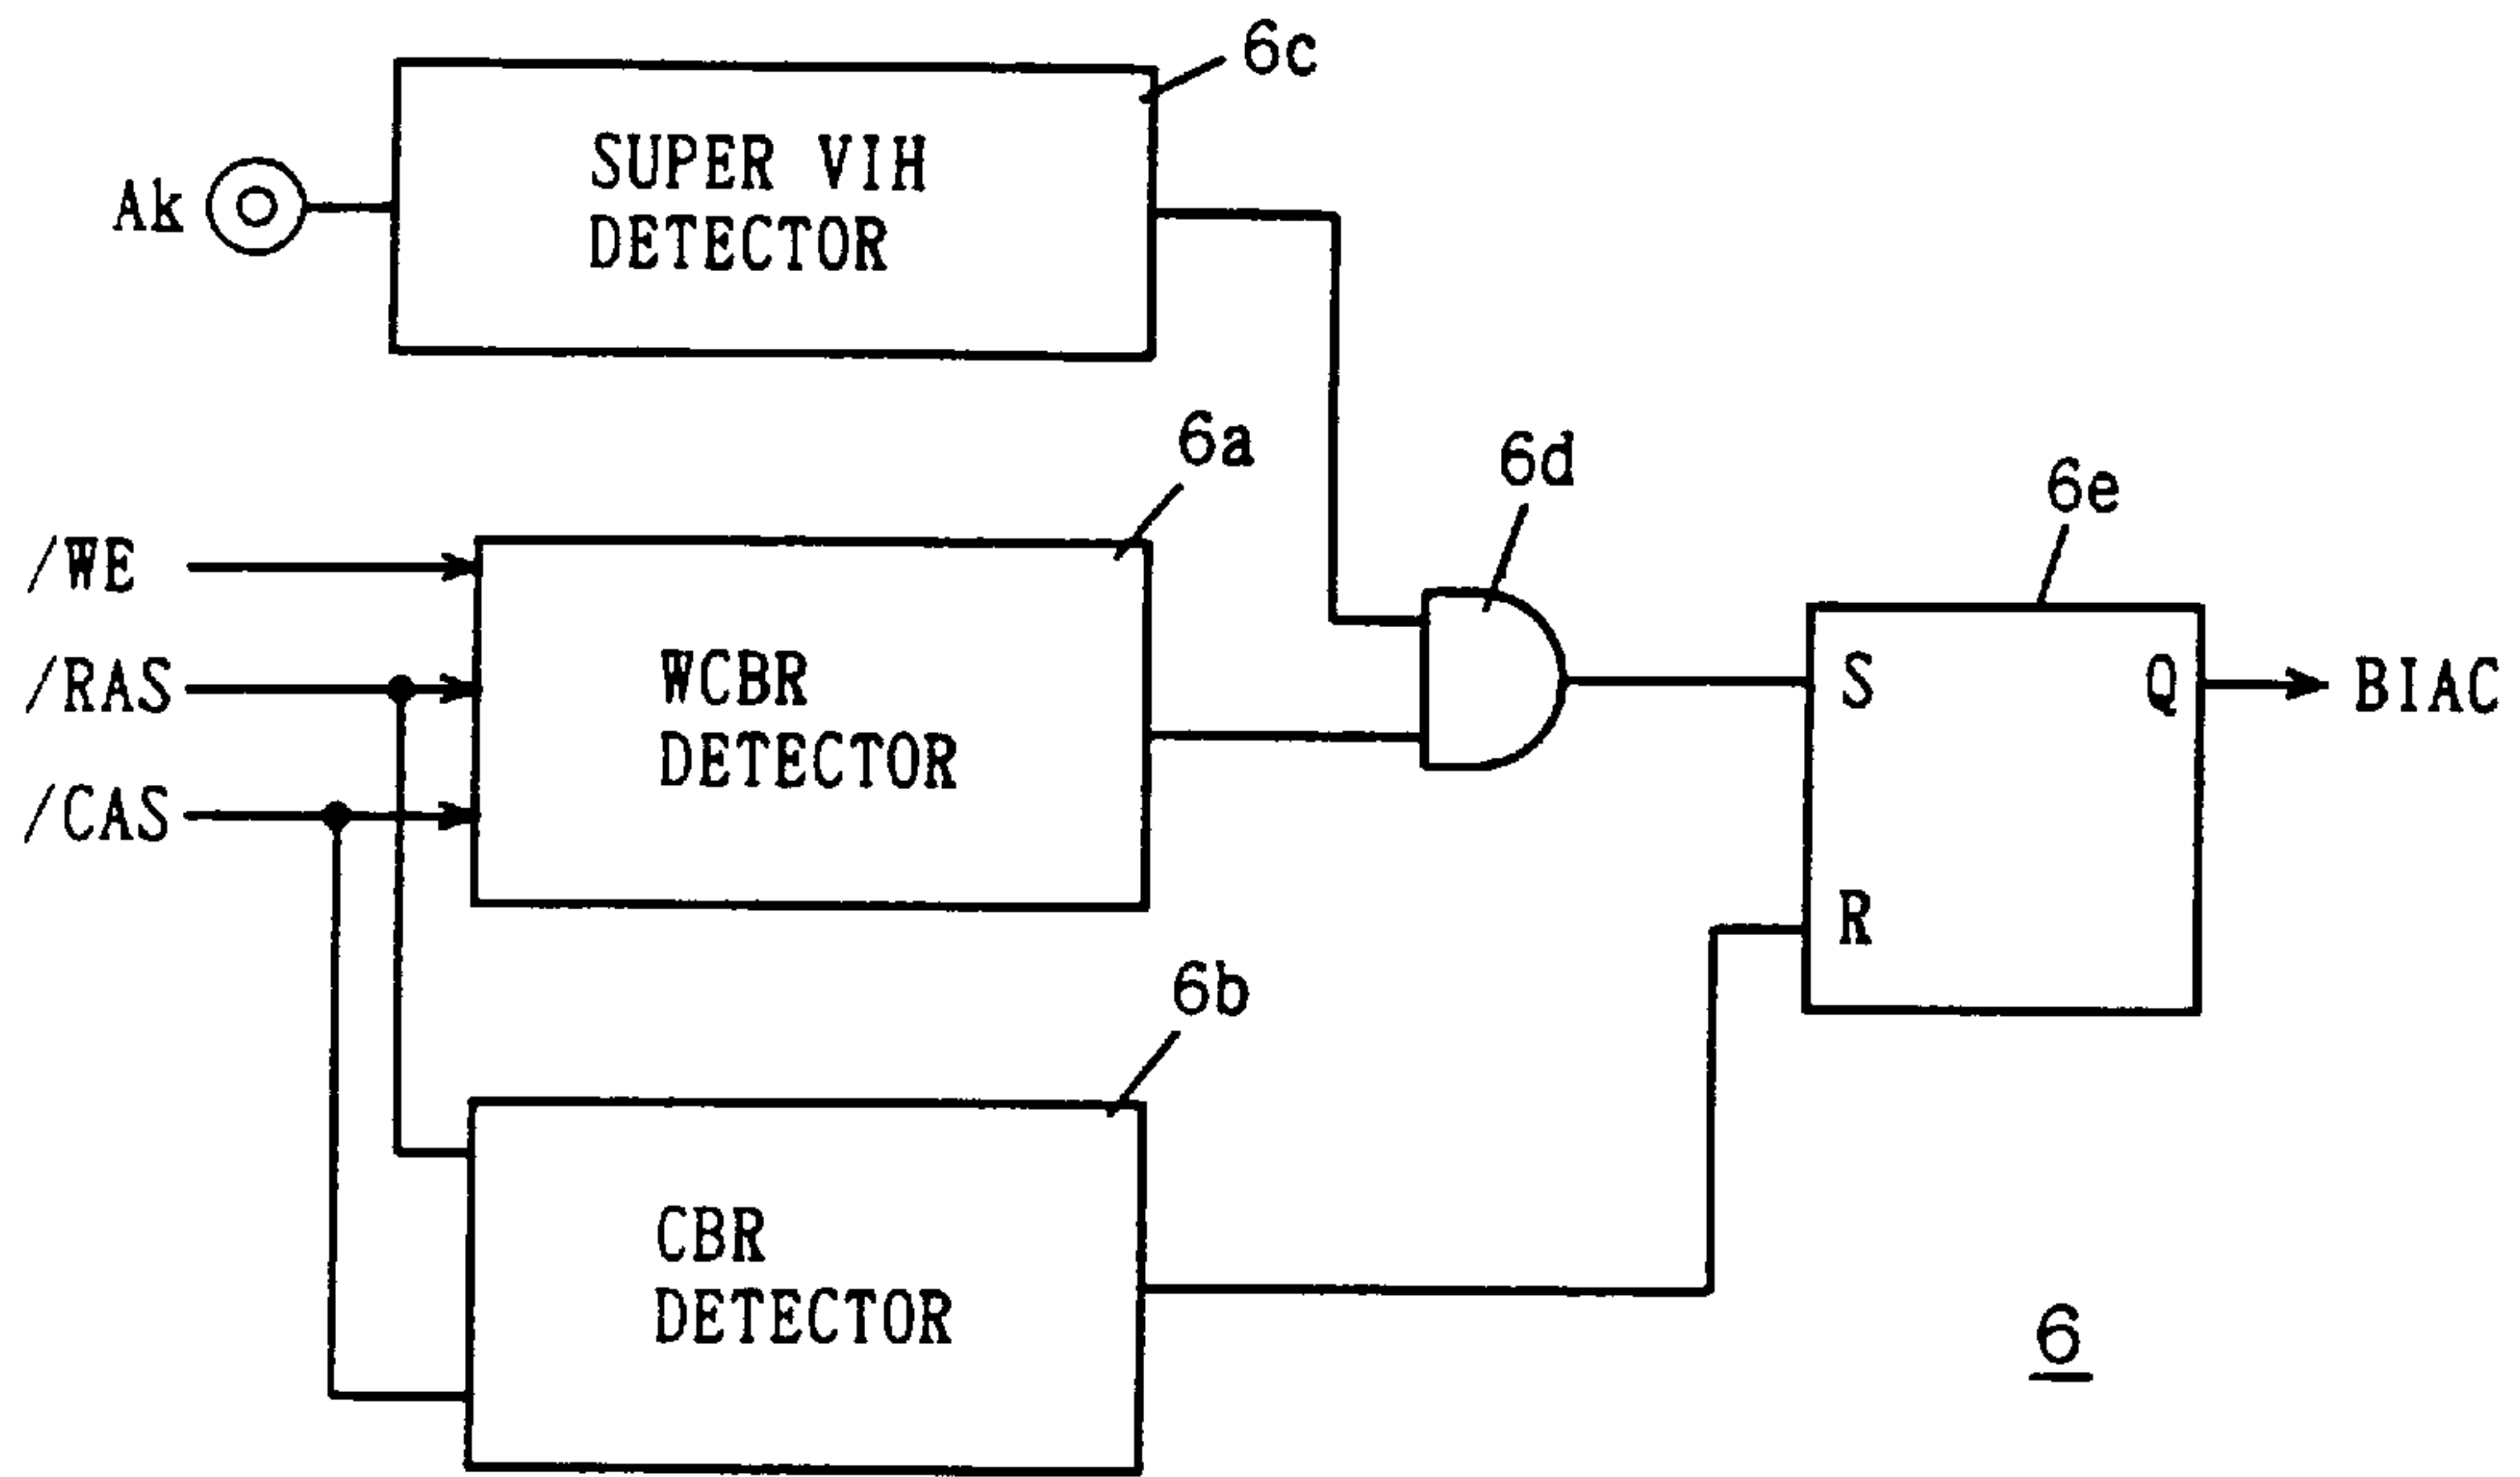 6c
SUPER VIH
DETECTOR
Ak
6a
6d
6e
/WE
/RAS
/CAS
WCBR
DETECTOR
S
Q
BIAC
R
6b
CBR
DETECTOR
6